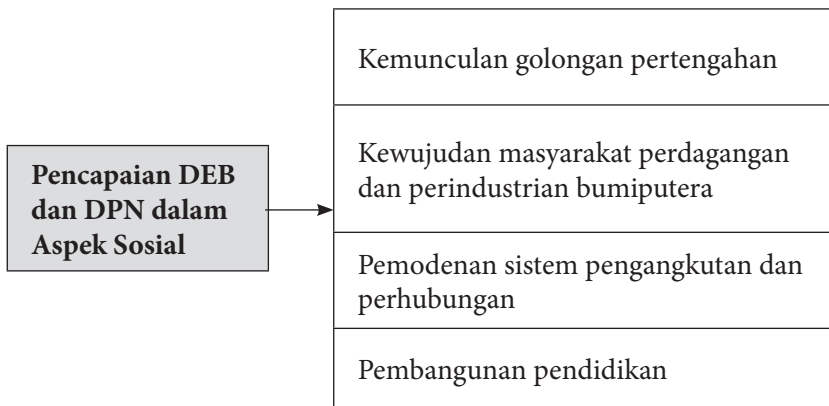 Pencapaian DEB
dan DPN dalam
Aspek Sosial
Kemunculan golongan pertengahan
Kewujudan masyarakat perdagangan
dan perindustrian bumiputera
Pemodenan sistem pengangkutan dan
perhubungan
Pembangunan pendidikan